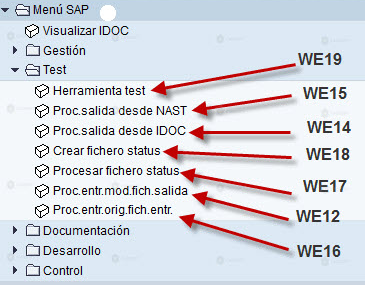 Menú SAP
Visualizar IDOC
Gestión
Test
Herramienta test
WE19
Proc.salida desde NAST
WE15
Proc.salida desde IDOC
WE14
Crear fichero status
WE18
Procesar fichero status
WE17
Proc.entr.mod.fich.salida
WE12
Proc.entr.orig.fich.entr.
WE16
Documentación
Desarrollo
Control